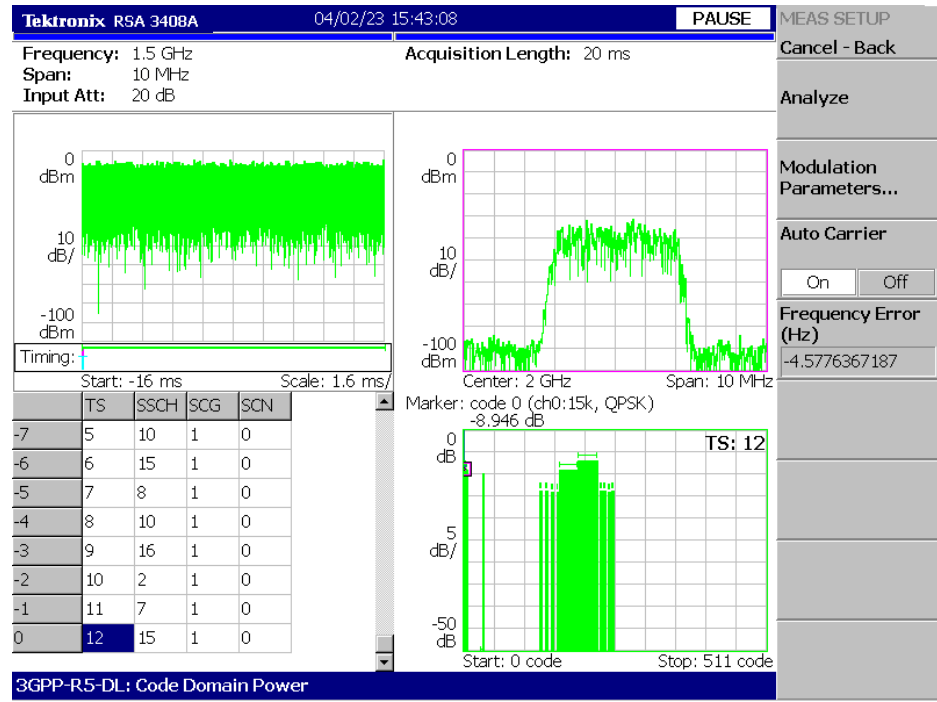 Tektronix RSA 3408A 04/02/23 15:43:08 PAUSE
Frequency: 1.5 GHz
Span: 10 MHz
Input Att: 20 dB
Acquisition Length: 20 ms
0
dBm
10
dB/
-100
dBm
Timing:
Start: -16 ms Scale: 1.6 ms/
0
dBm
10
dB/
-100
dBm
Center: 2 GHz Span: 10 MHz
TS SSCH SCG SCN
-7 5 10 1 0
-6 6 15 1 0
-5 7 8 1 0
-4 8 10 1 0
-3 9 16 1 0
-2 10 2 1 0
-1 11 7 1 0
0 12 15 1 0
Marker: code 0 (ch0:15k, QPSK)
-8.946 dB
0
dB
TS: 12
5
dB/
-50
dB
Start: 0 code Stop: 511 code
3GPP-R5-DL: Code Domain Power
MEAS SETUP
Cancel - Back
Analyze
Modulation
Parameters...
Auto Carrier
On Off
Frequency Error
(Hz)
-4.5776367187